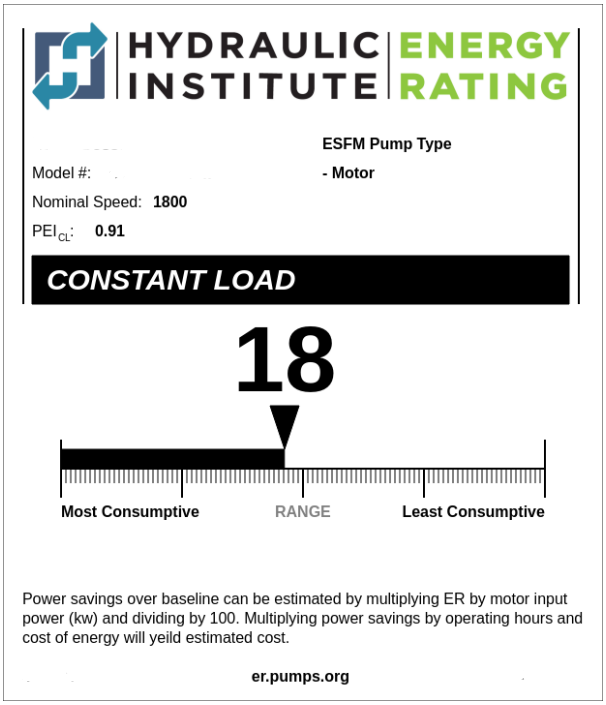 HYDRAULIC INSTITUTE ENERGY RATING
ESFM Pump Type
Model #:
- Motor
Nominal Speed: 1800
PEI CL: 0.91
CONSTANT LOAD
18
Most Consumptive RANGE Least Consumptive
Power savings over baseline can be estimated by multiplying ER by motor input
power (kw) and dividing by 100. Multiplying power savings by operating hours and
cost of energy will yeild estimated cost.
er.pumps.org